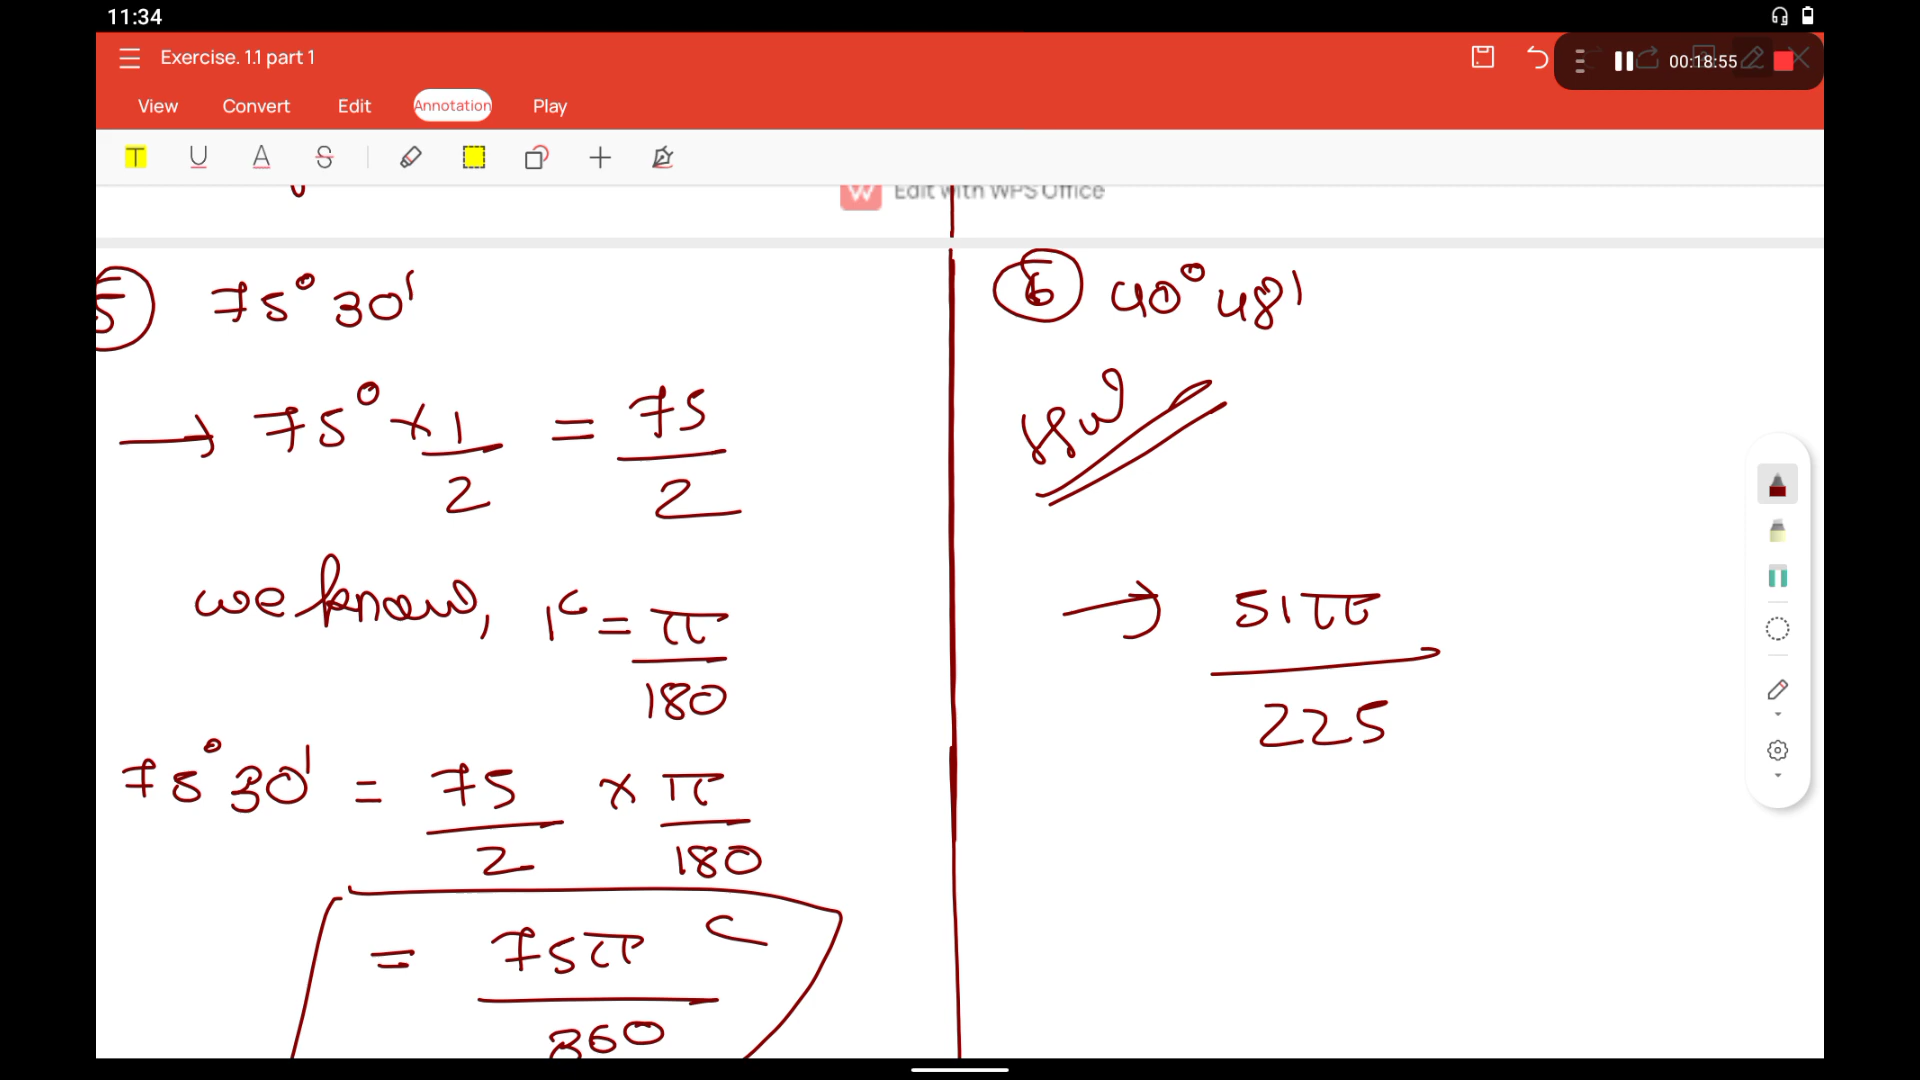 11:34
Exercise. 1.1 part 1
00:18:55
View Convert Edit Annotation Play
T U A S
W Edit with WPS Office
5 75° 30'
→ 75° × 1/2 = 75/2
we know, 1ᶜ = π/180
75° 30' = 75/2 × π/180
= 75π/360 ᶜ
6 40° 48'
HW
→ 51π/225